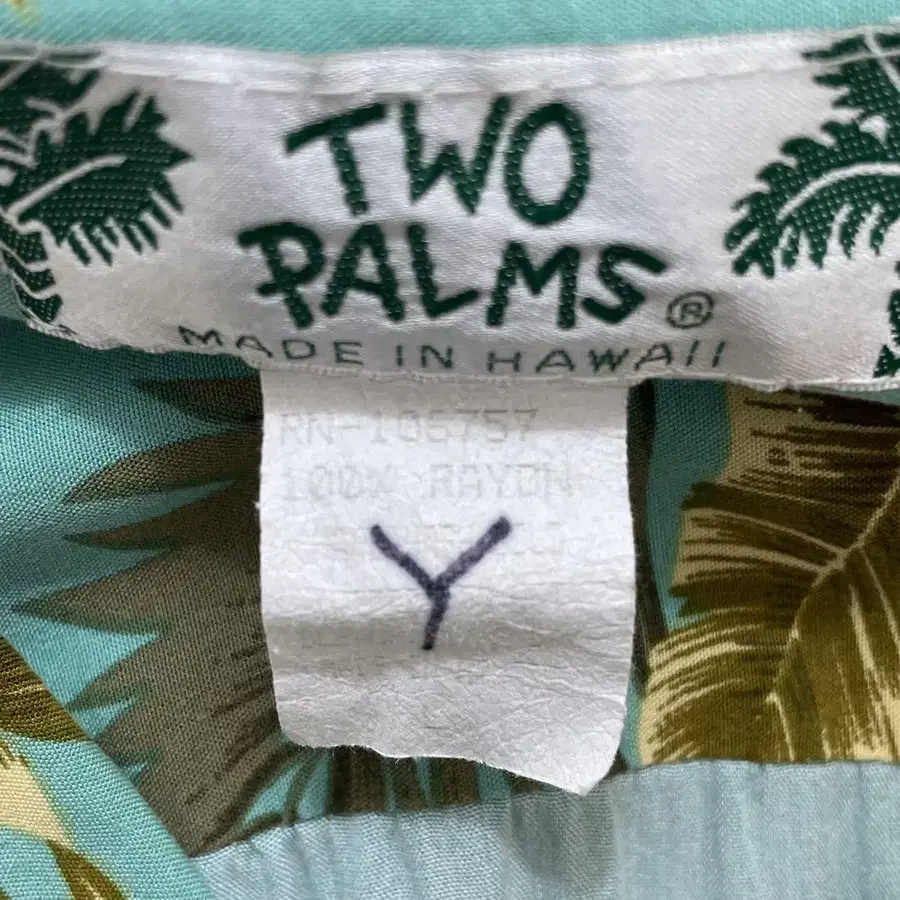 TWO
PALMS®
MADE IN HAWAII
RN-106757
100% RAYON
Y